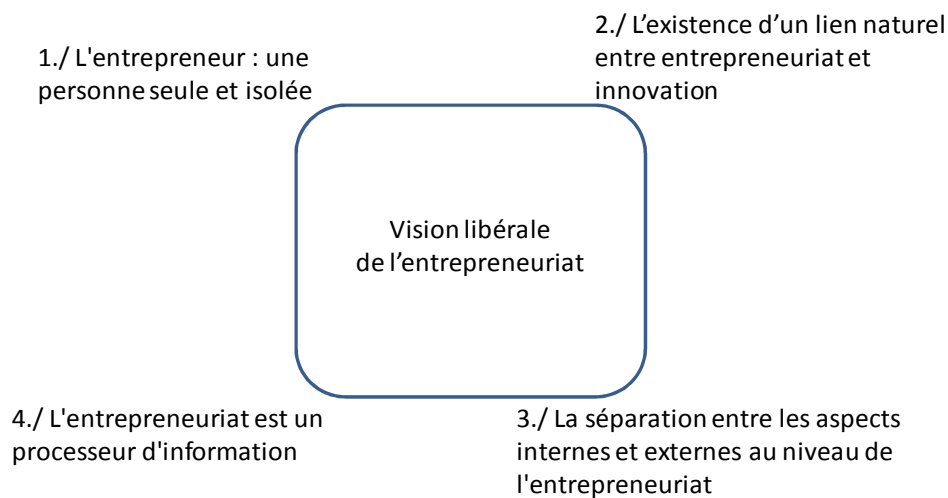 1./ L'entrepreneur : une
personne seule et isolée
2./ L’existence d’un lien naturel
entre entrepreneuriat et
innovation
Vision libérale
de l’entrepreneuriat
4./ L'entrepreneuriat est un
processeur d'information
3./ La séparation entre les aspects
internes et externes au niveau de
l'entrepreneuriat